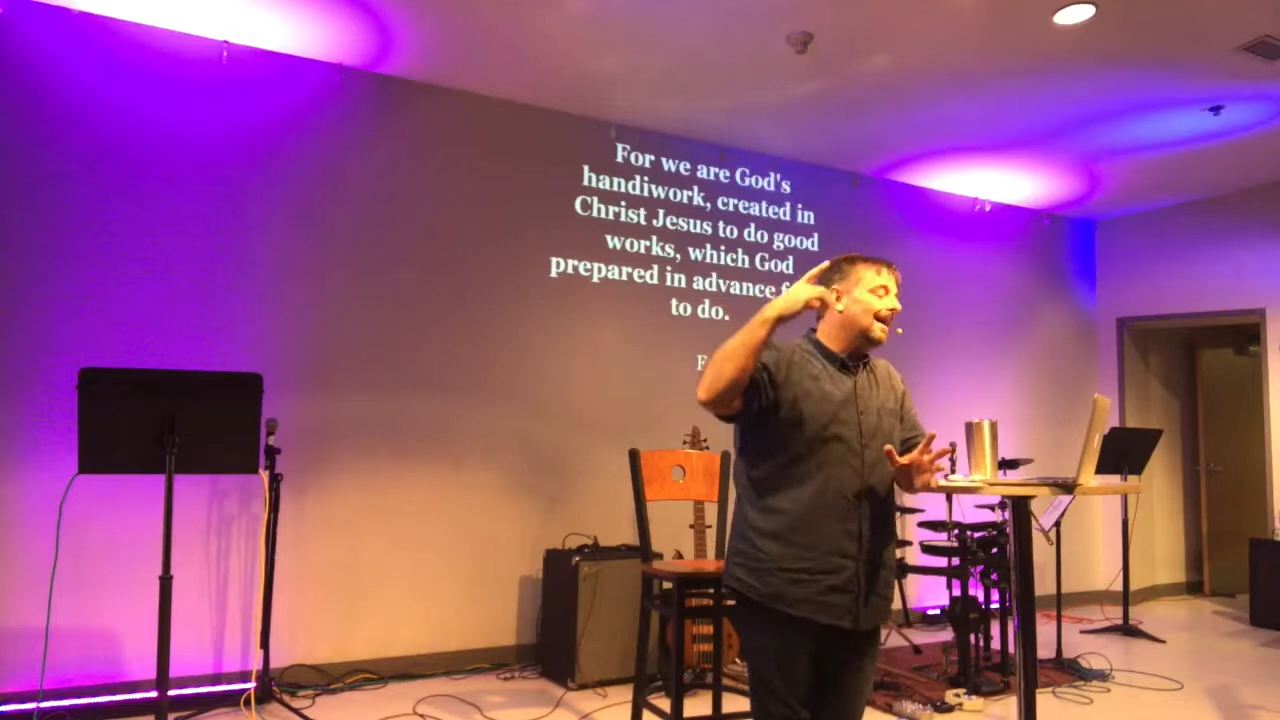 For we are God's
handiwork, created in
Christ Jesus to do good
works, which God
prepared in advance
to do.